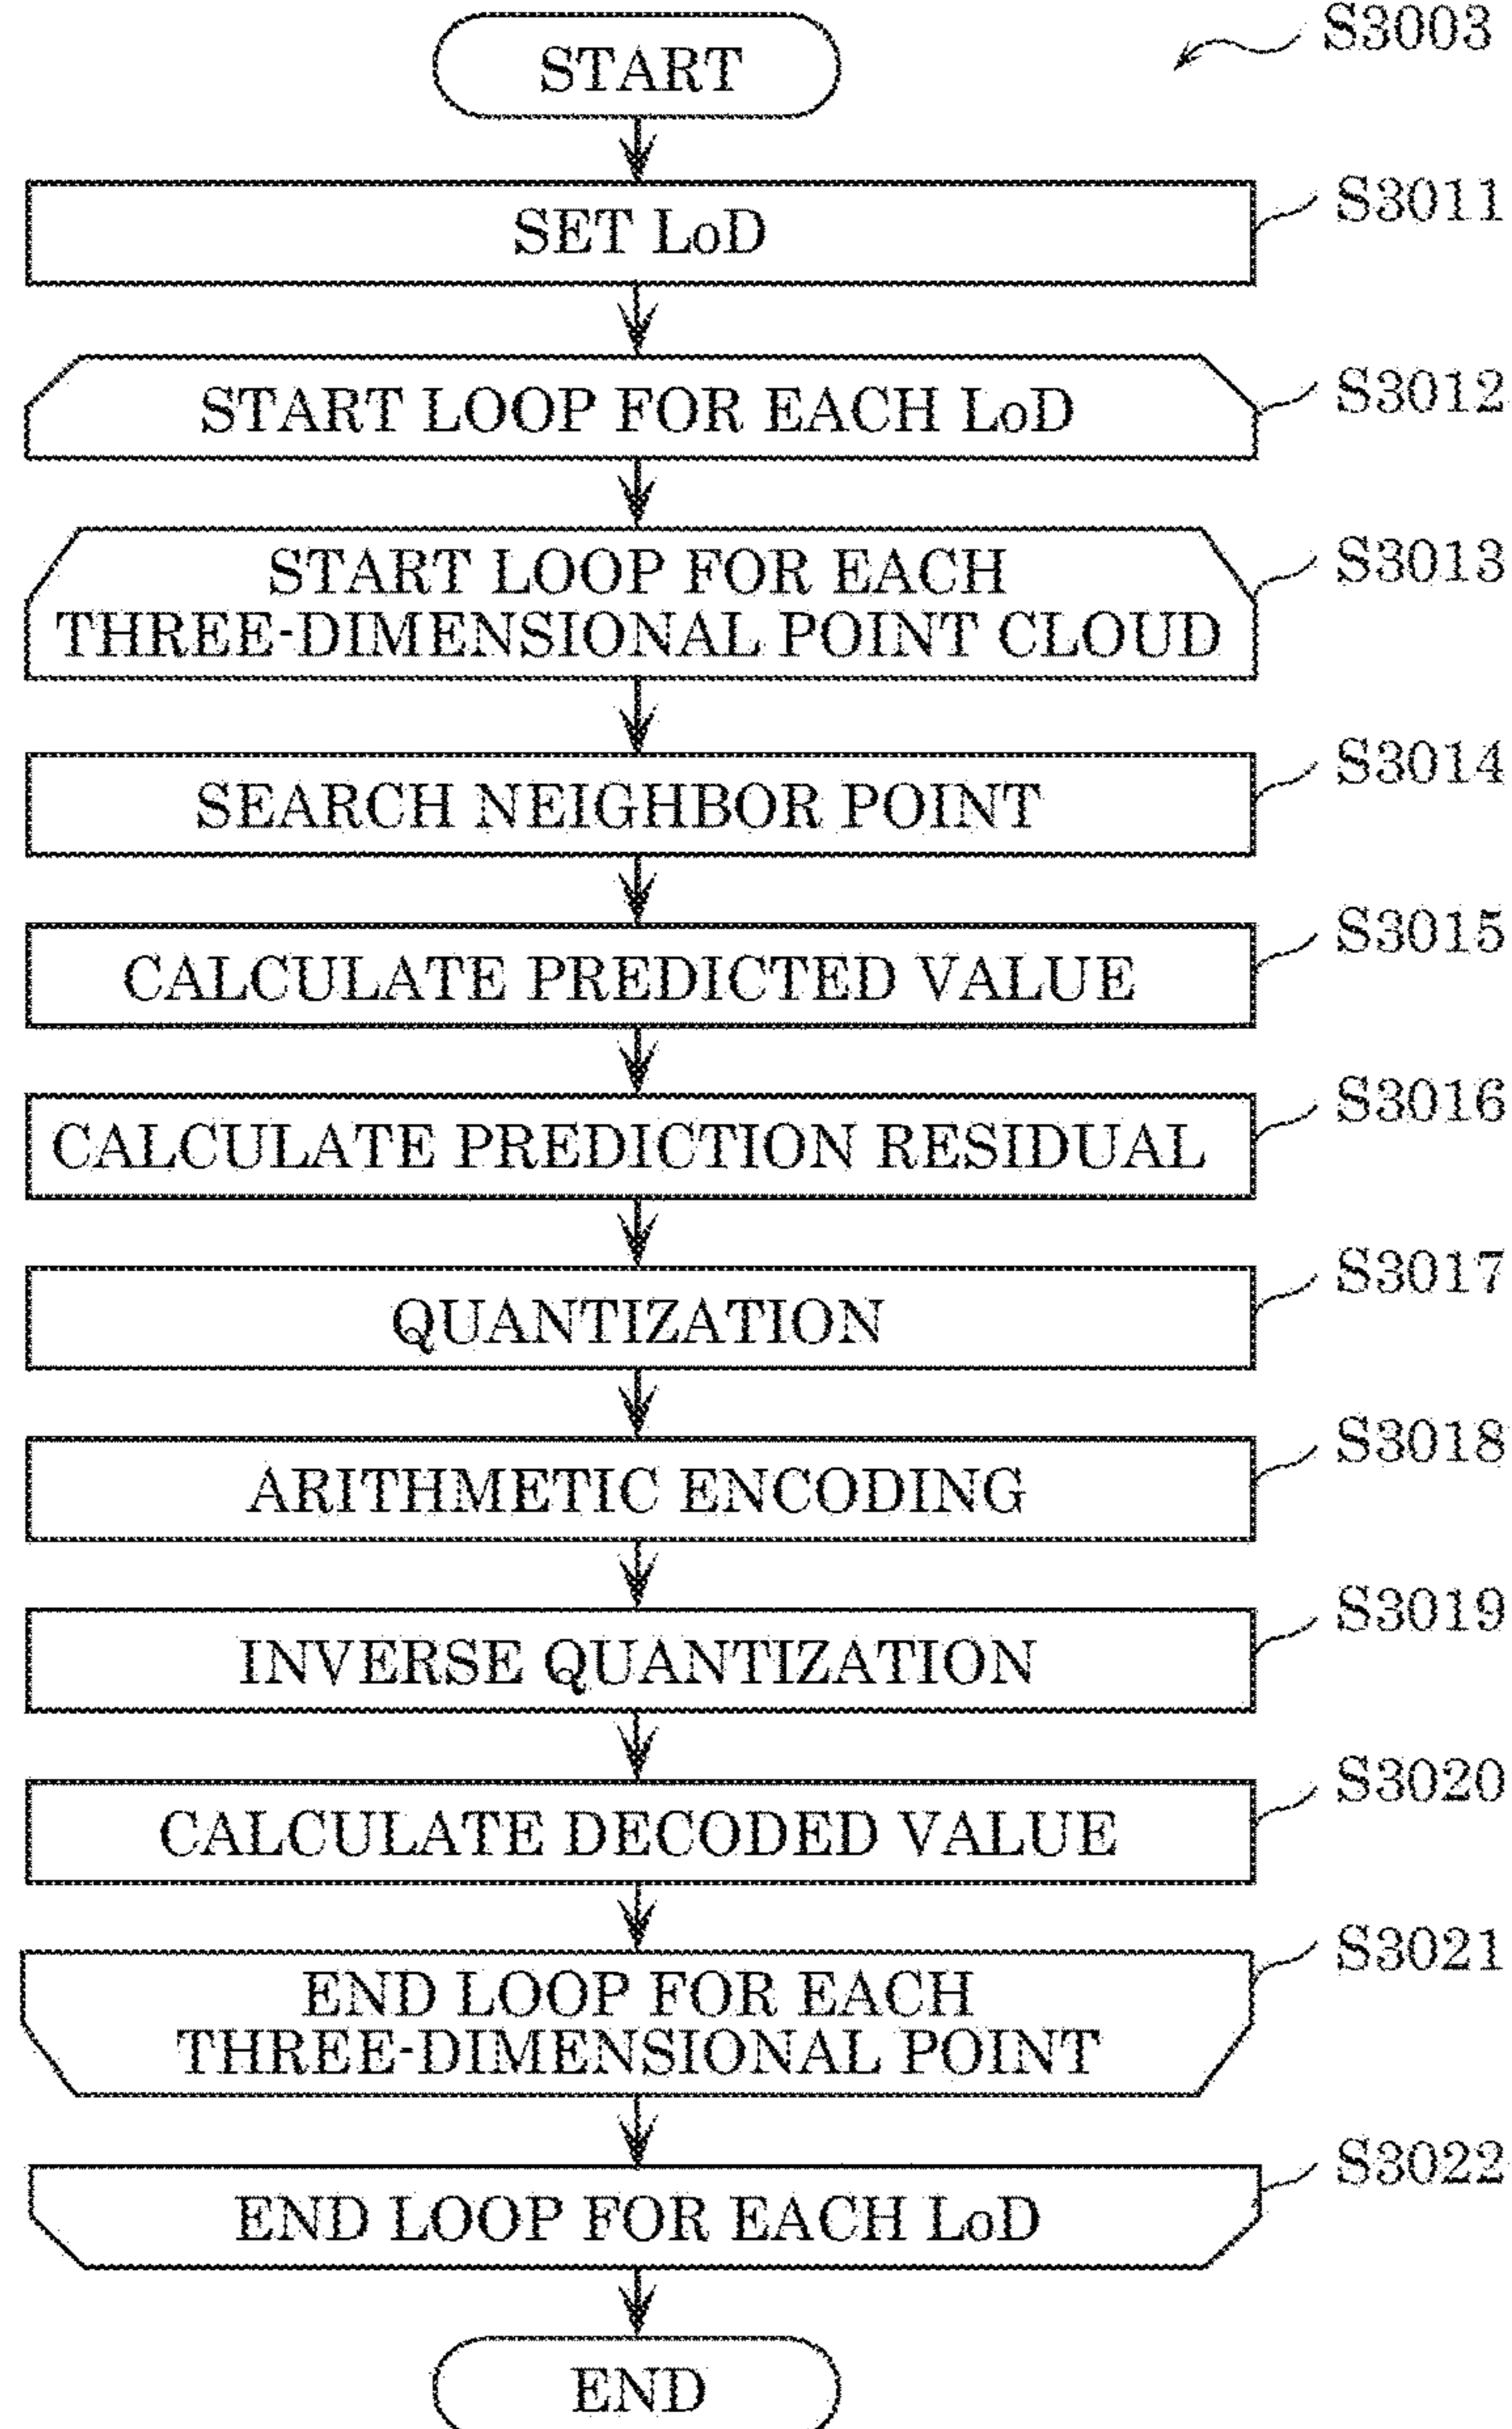 START
S3003
SET LoD
S3011
START LOOP FOR EACH LoD
S3012
START LOOP FOR EACH
THREE-DIMENSIONAL POINT CLOUD
S3013
SEARCH NEIGHBOR POINT
S3014
CALCULATE PREDICTED VALUE
S3015
CALCULATE PREDICTION RESIDUAL
S3016
QUANTIZATION
S3017
ARITHMETIC ENCODING
S3018
INVERSE QUANTIZATION
S3019
CALCULATE DECODED VALUE
S3020
END LOOP FOR EACH
THREE-DIMENSIONAL POINT
S3021
END LOOP FOR EACH LoD
S3022
END